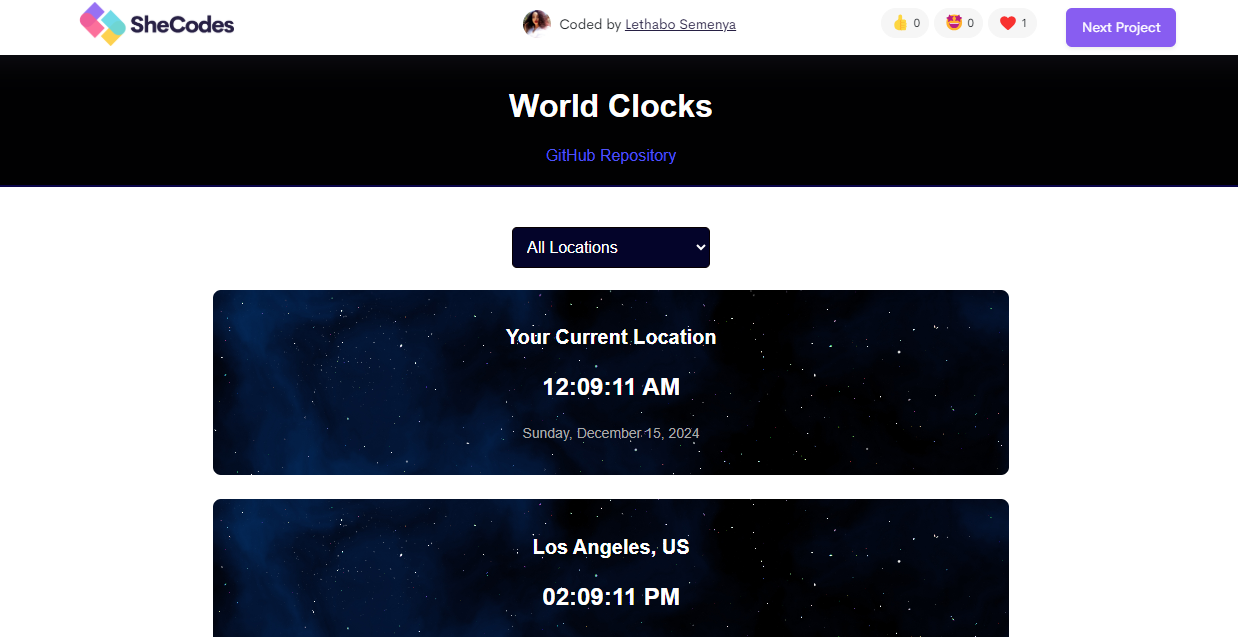 SheCodes
Coded by Lethabo Semenya
0
0
1
Next Project
World Clocks
GitHub Repository
All Locations
Your Current Location
12:09:11 AM
Sunday, December 15, 2024
Los Angeles, US
02:09:11 PM